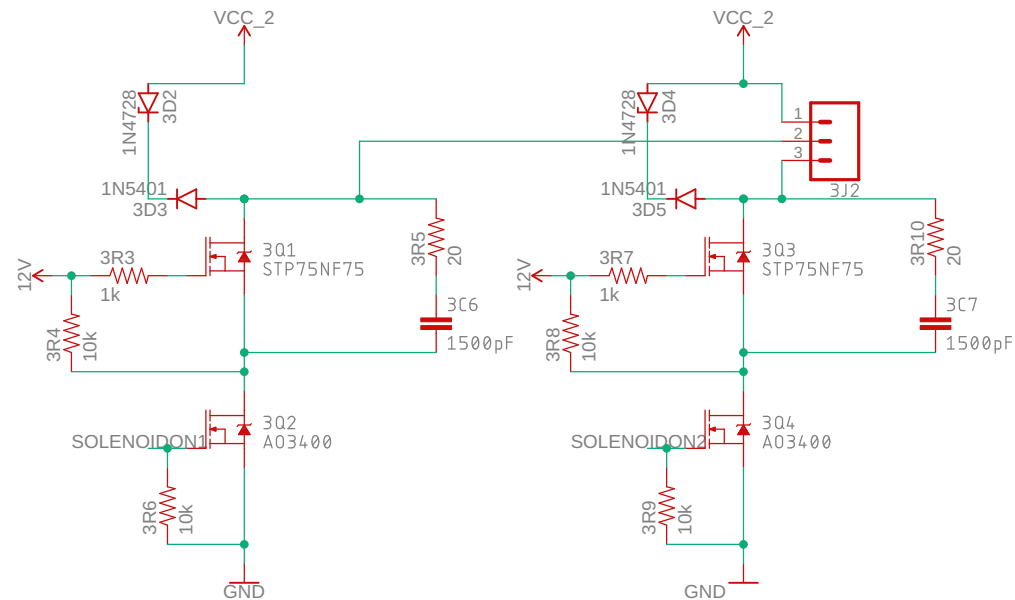 VCC_2
VCC_2
1N4728
3D2
1N4728
3D4
1
2
3
3J2
1N5401
3D3
1N5401
3D5
3R5
20
3R10
20
3Q1
STP75NF75
3Q3
STP75NF75
12V
3R3
1k
12V
3R7
1k
3C6
1500pF
3C7
1500pF
3R4
10k
3R8
10k
3Q2
AO3400
3Q4
AO3400
SOLENOIDON1
SOLENOIDON2
3R6
10k
3R9
10k
GND
GND